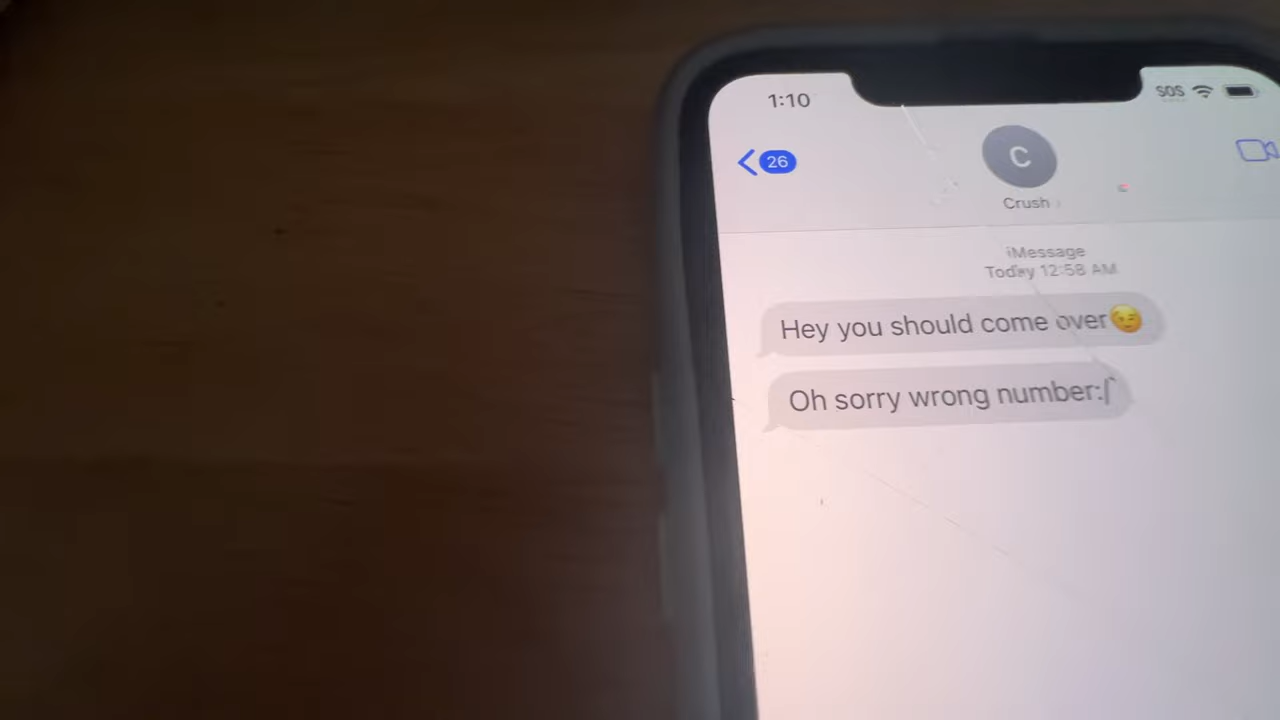 1:10
SOS
26
C
Crush
iMessage
Today 12:58 AM
Hey you should come over😉
Oh sorry wrong number:/